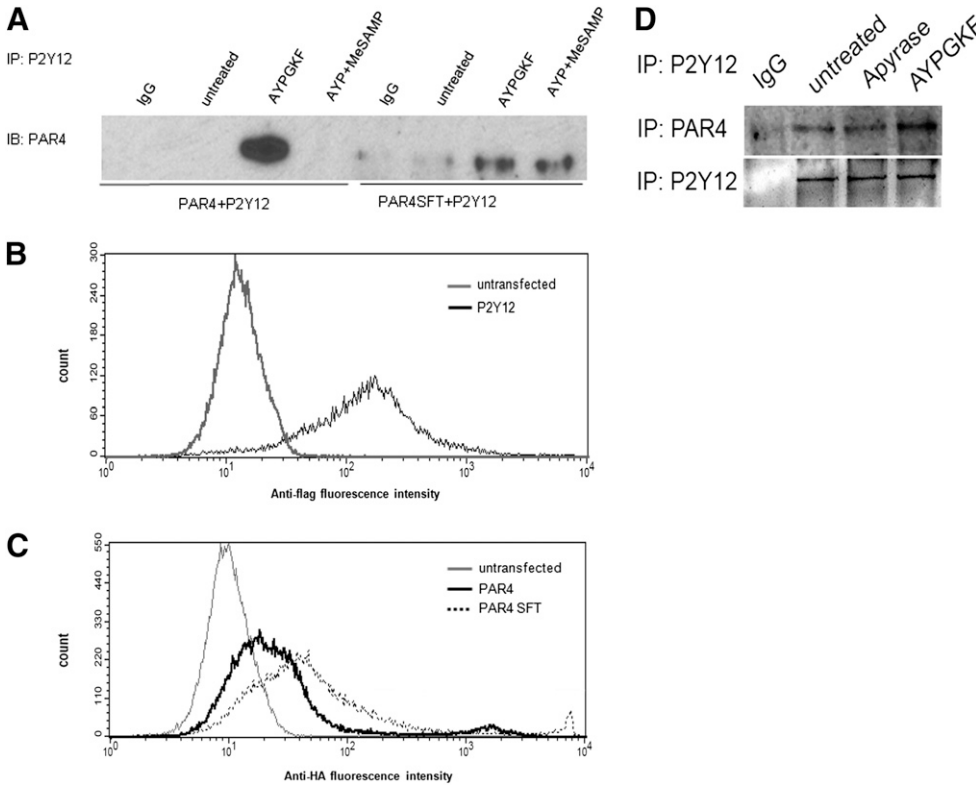 A
IP: P2Y12
IgG
untreated
AYPGKF
AYP+MeSAMP
IgG
untreated
AYPGKF
AYP+MeSAMP
IB: PAR4
PAR4+P2Y12
PAR4SFT+P2Y12
D
IP: P2Y12
IgG
untreated
Apyrase
AYPGKF
IP: PAR4
IP: P2Y12
B
300
240
180
120
60
0
count
untransfected
P2Y12
10^0
10^1
10^2
10^3
10^4
Anti-flag fluorescence intensity
C
550
440
330
220
110
0
count
untransfected
PAR4
PAR4 SFT
10^0
10^1
10^2
10^3
10^4
Anti-HA fluorescence intensity